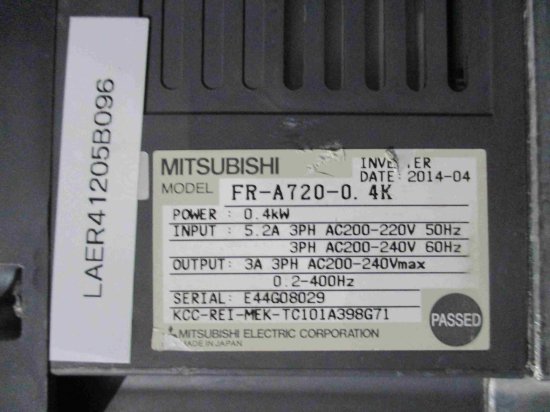 LAER41205B096
MITSUBISHI INVERTER
DATE: 2014-04
MODEL FR-A720-0.4K
POWER : 0.4kW
INPUT : 5.2A 3PH AC200-220V 50Hz
3PH AC200-240V 60Hz
OUTPUT: 3A 3PH AC200-240Vmax
0.2-400Hz
SERIAL: E44G08029
KCC-REI-MEK-TC101A398G71
MITSUBISHI ELECTRIC CORPORATION
MADE IN JAPAN
PASSED